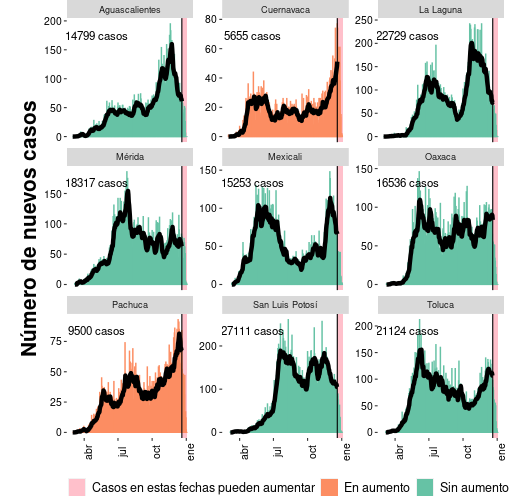 Número de nuevos casos
Aguascalientes
14799 casos
200
150
100
50
0
Cuernavaca
5655 casos
80
60
40
20
0
La Laguna
22729 casos
250
200
150
100
50
0
Mérida
18317 casos
150
100
50
0
Mexicali
15253 casos
150
100
50
0
Oaxaca
16536 casos
150
100
50
0
Pachuca
9500 casos
75
50
25
0
San Luis Potosí
27111 casos
200
100
0
Toluca
21124 casos
200
150
100
50
0
abr jul oct ene
abr jul oct ene
abr jul oct ene
Casos en estas fechas pueden aumentar En aumento Sin aumento